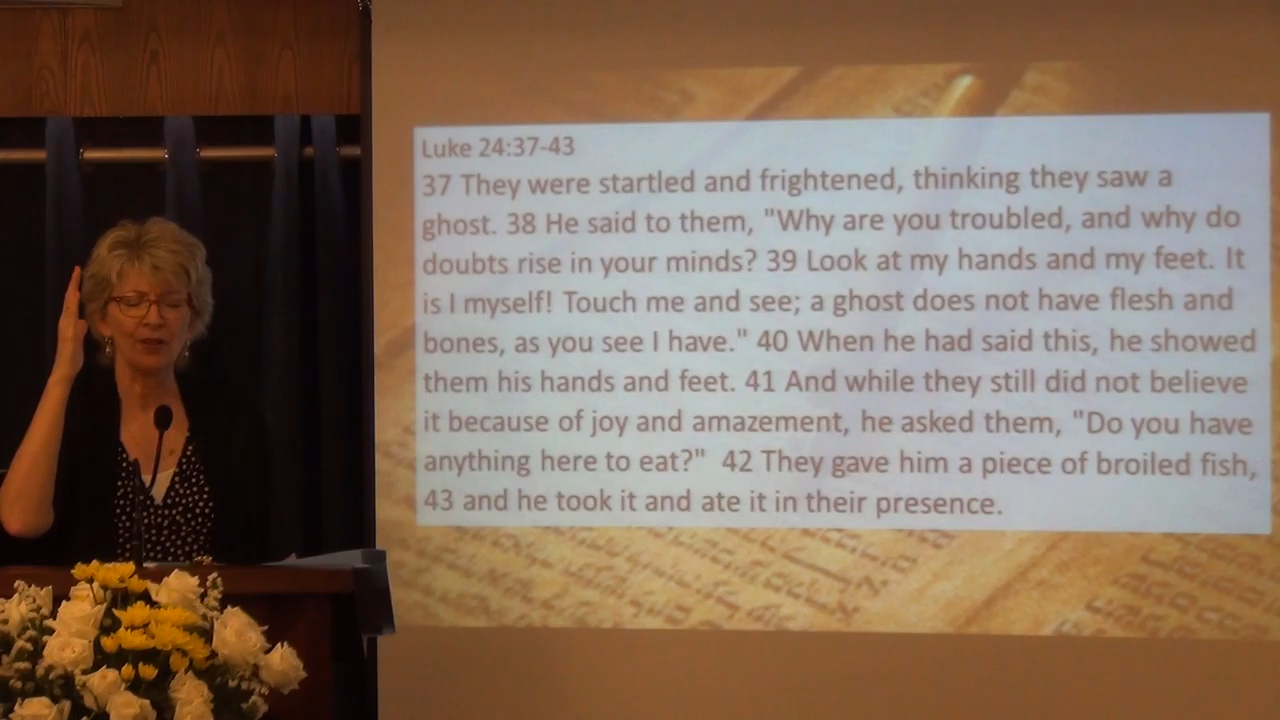 Luke 24:37-43
37 They were startled and frightened, thinking they saw a
ghost. 38 He said to them, "Why are you troubled, and why do
doubts rise in your minds? 39 Look at my hands and my feet. It
is I myself! Touch me and see; a ghost does not have flesh and
bones, as you see I have." 40 When he had said this, he showed
them his hands and feet. 41 And while they still did not believe
it because of joy and amazement, he asked them, "Do you have
anything here to eat?"  42 They gave him a piece of broiled fish,
43 and he took it and ate it in their presence.